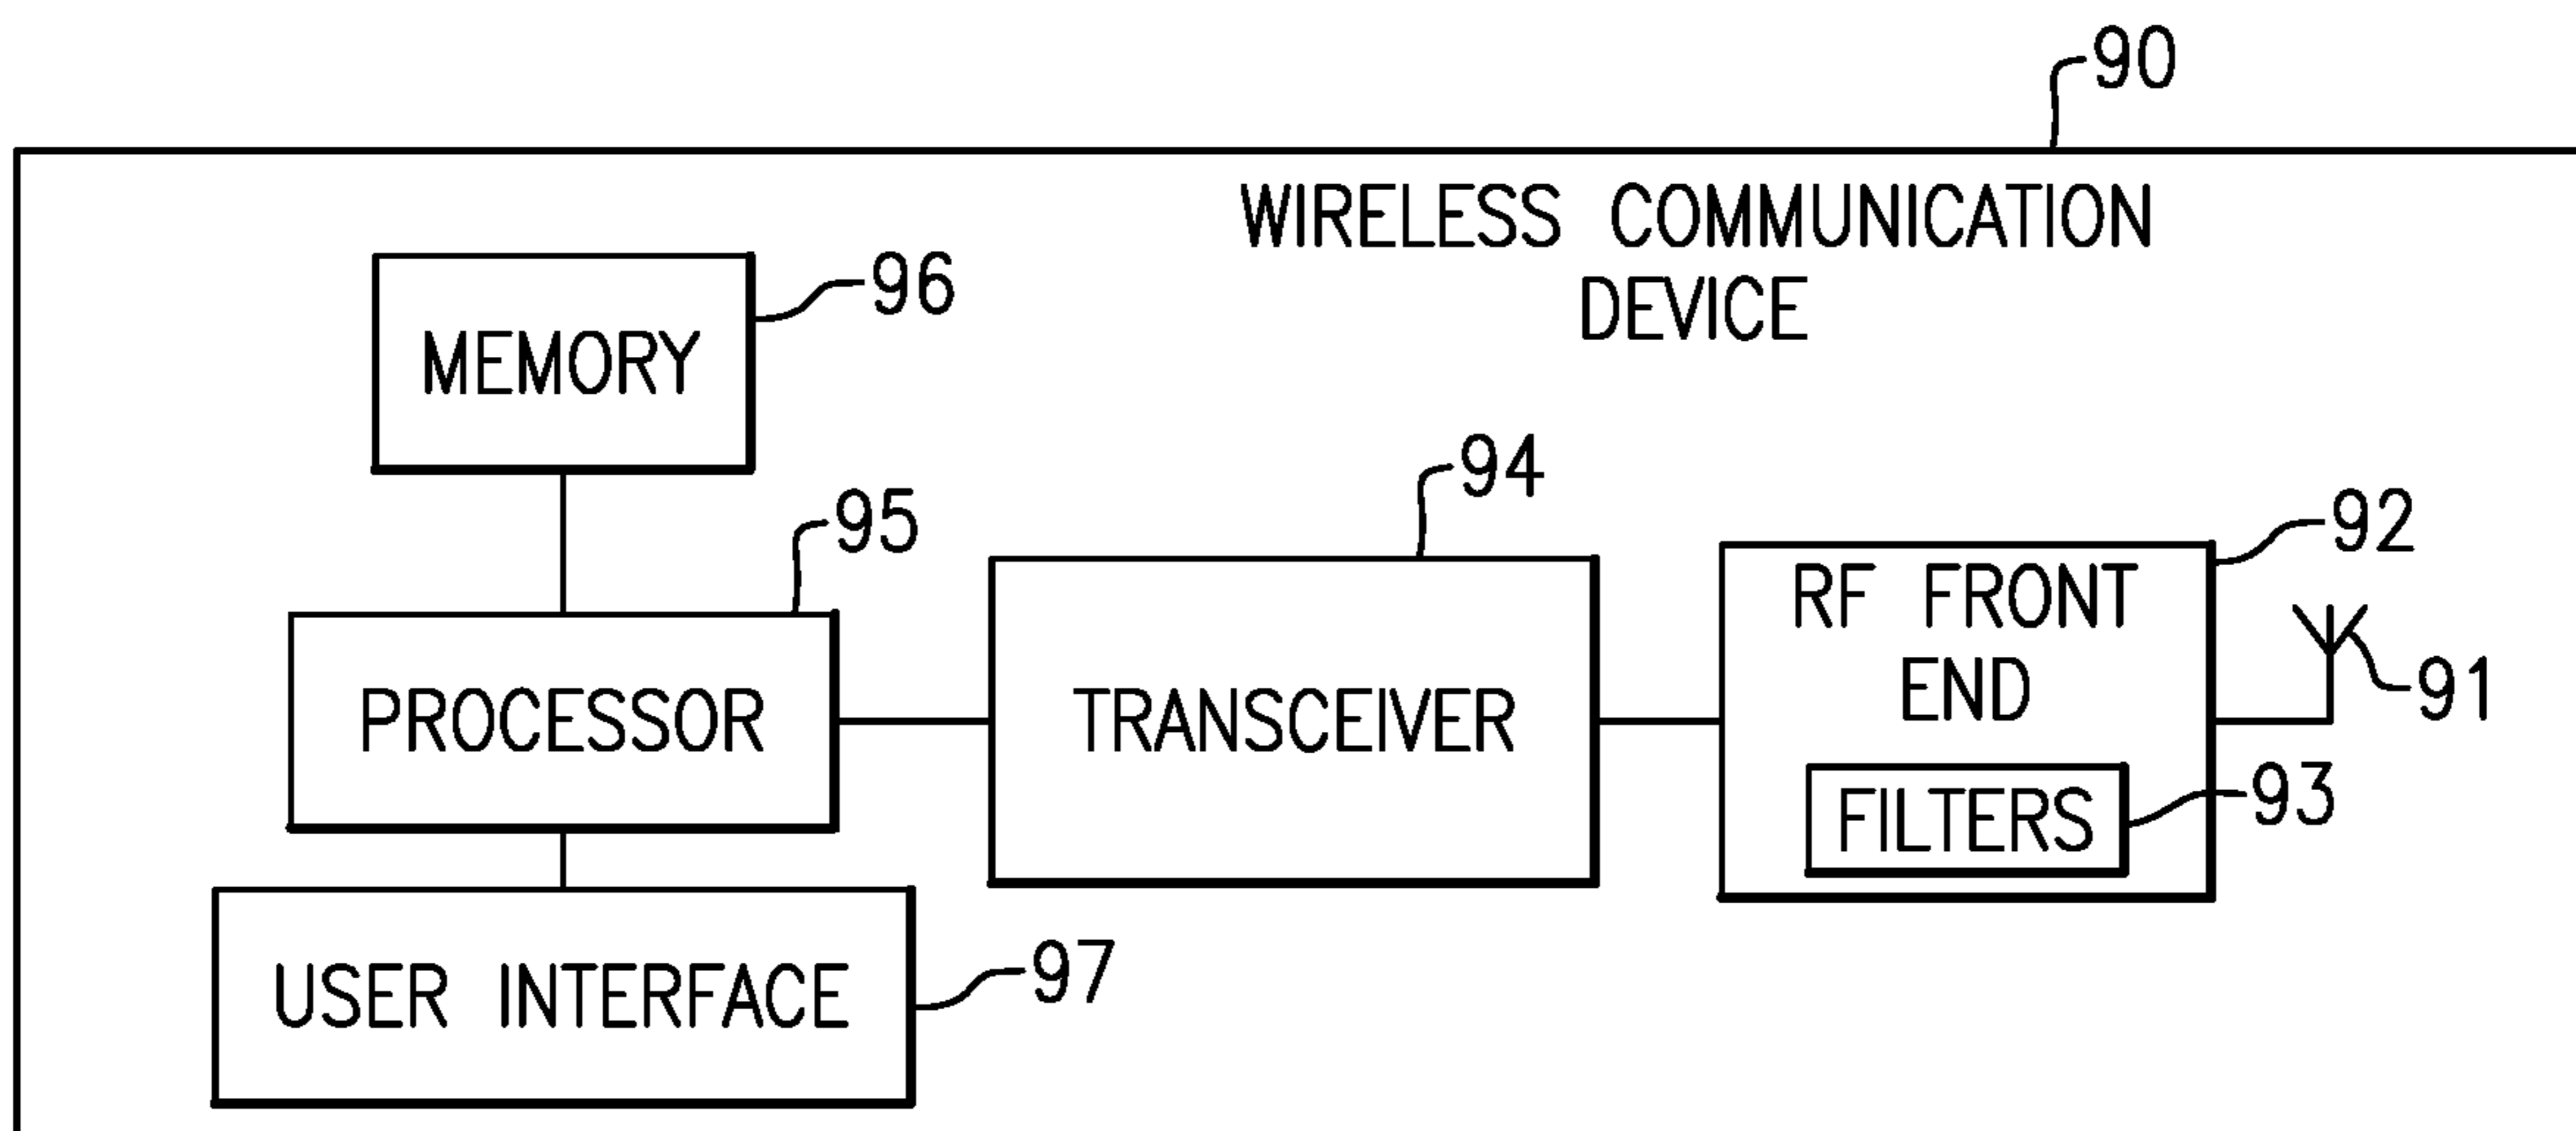 90
WIRELESS COMMUNICATION
DEVICE
96
MEMORY
94
95
92
RF FRONT
END
91
PROCESSOR
TRANSCEIVER
93
FILTERS
97
USER INTERFACE